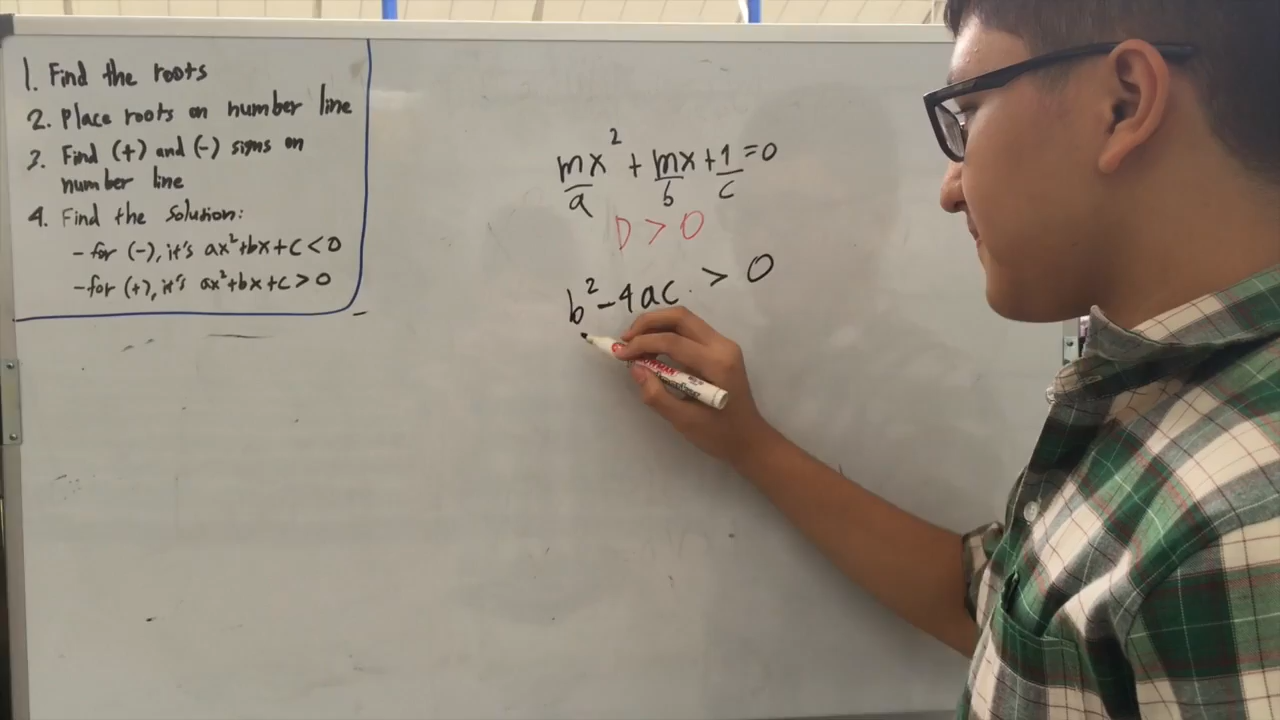 1. Find the roots
2. Place roots on number line
3. Find (+) and (-) signs on
number line
4. Find the solution:
- for (-), it's ax²+bx+c<0
- for (+), it's ax²+bx+c>0
mx² + mx + 1 = 0
a b c
D > 0
b² - 4ac > 0